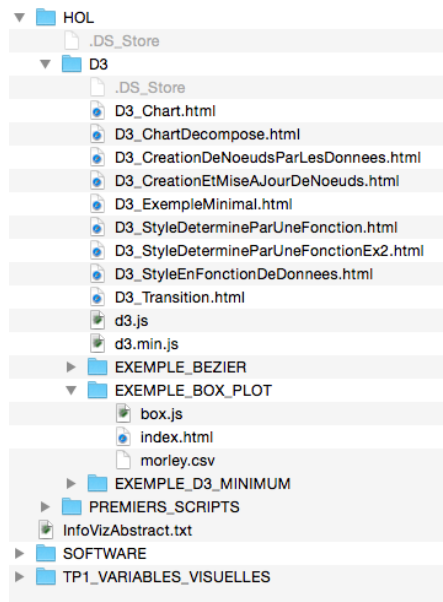 HOL
.DS_Store
D3
.DS_Store
D3_Chart.html
D3_ChartDecompose.html
D3_CreationDeNoeudsParLesDonnees.html
D3_CreationEtMiseAJourDeNoeuds.html
D3_ExempleMinimal.html
D3_StyleDetermineParUneFonction.html
D3_StyleDetermineParUneFonctionEx2.html
D3_StyleEnFonctionDeDonnees.html
D3_Transition.html
d3.js
d3.min.js
EXEMPLE_BEZIER
EXEMPLE_BOX_PLOT
box.js
index.html
morley.csv
EXEMPLE_D3_MINIMUM
PREMIERS_SCRIPTS
InfoVizAbstract.txt
SOFTWARE
TP1_VARIABLES_VISUELLES